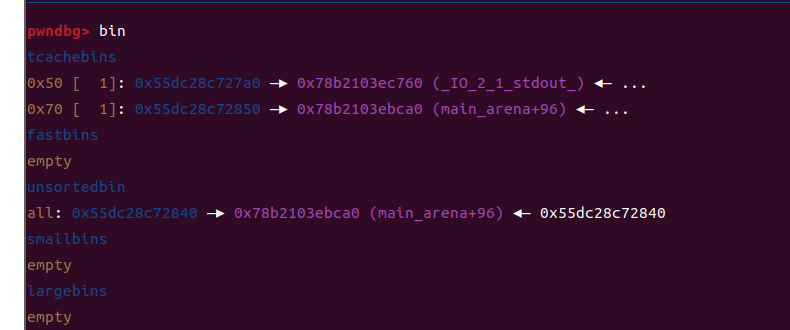 pwndbg> bin
tcachebins
0x50 [  1]: 0x55dc28c727a0 —▸ 0x78b2103ec760 (_IO_2_1_stdout_) ◂— ...
0x70 [  1]: 0x55dc28c72850 —▸ 0x78b2103ebca0 (main_arena+96) ◂— ...
fastbins
empty
unsortedbin
all: 0x55dc28c72840 —▸ 0x78b2103ebca0 (main_arena+96) ◂— 0x55dc28c72840
smallbins
empty
largebins
empty